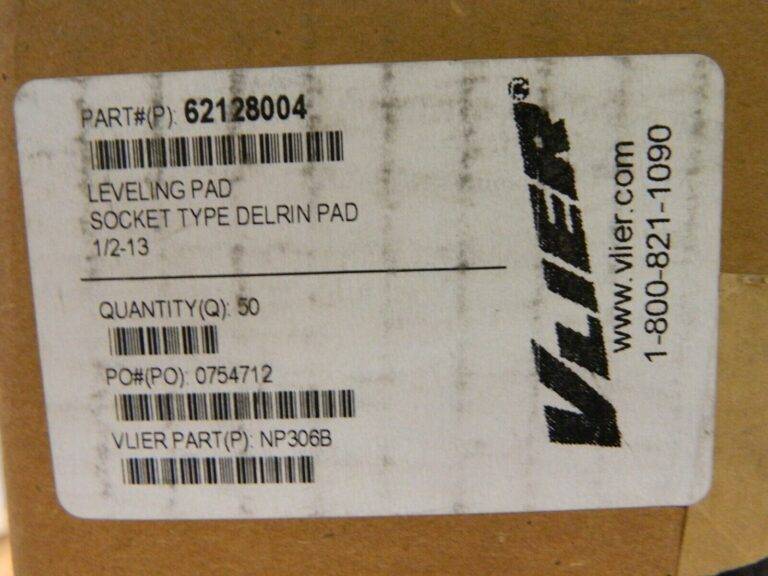 PART#(P): 62128004
LEVELING PAD
SOCKET TYPE DELRIN PAD
1/2-13
QUANTITY(Q): 50
PO#(PO): 0754712
VLIER PART(P): NP306B
VLIER®
www.vlier.com
1-800-821-1090